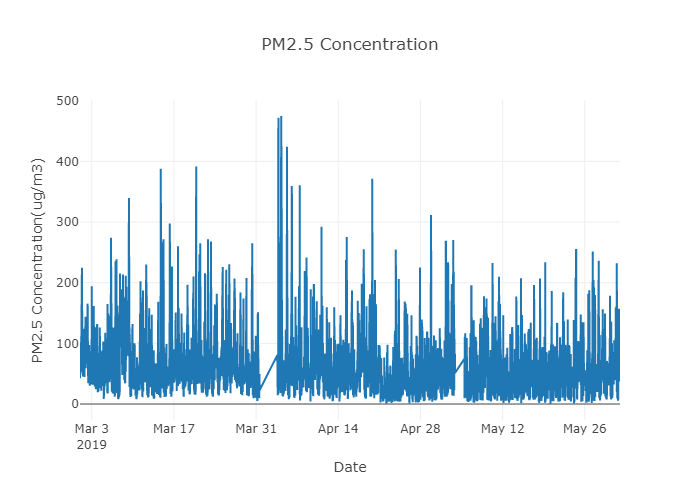 PM2.5 Concentration
PM2.5 Concentration(ug/m3)
500
400
300
200
100
0
Mar 3
2019
Mar 17
Mar 31
Apr 14
Apr 28
May 12
May 26
Date